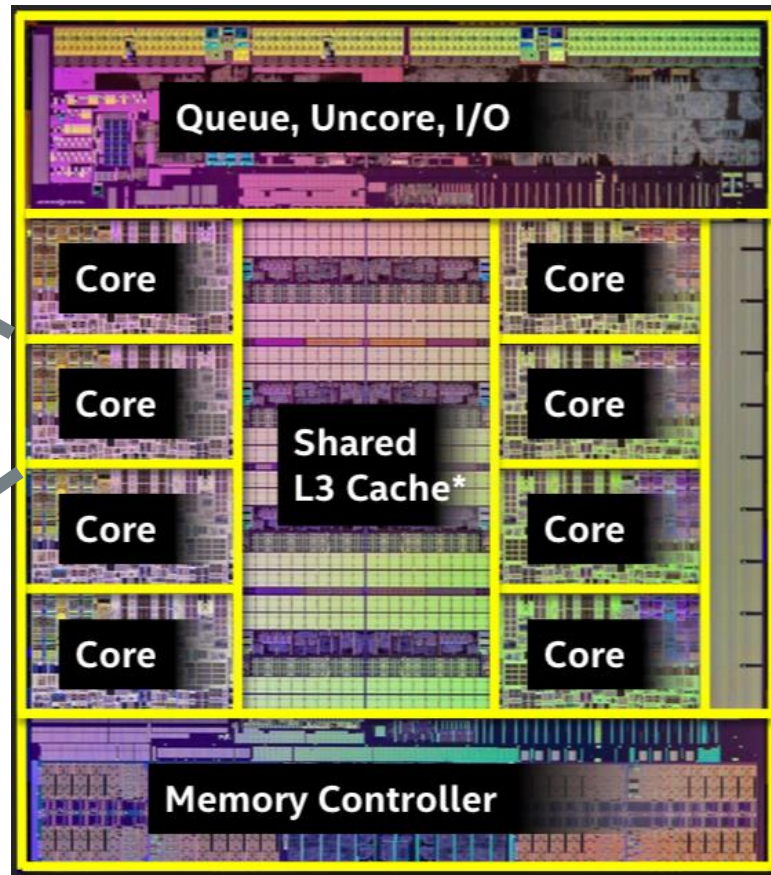 Queue, Uncore, I/O
Core
Core
Core
Core
Shared
L3 Cache*
Core
Core
Core
Core
Memory Controller